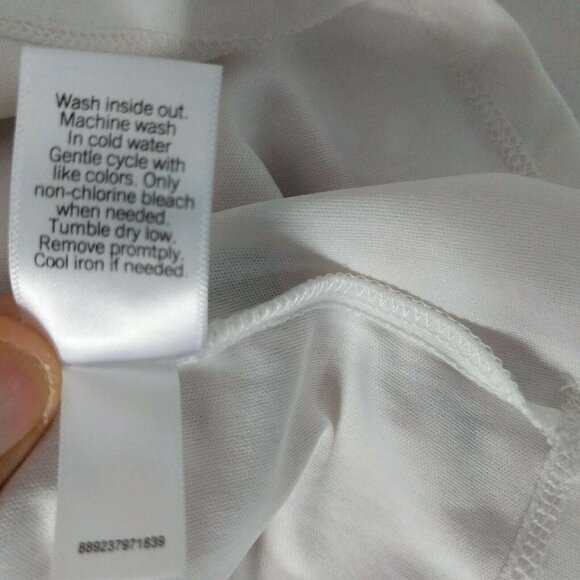 Wash inside out.
Machine wash
In cold water
Gentle cycle with
like colors. Only
non-chlorine bleach
when needed.
Tumble dry low.
Remove promtply.
Cool iron if needed.
889237971839